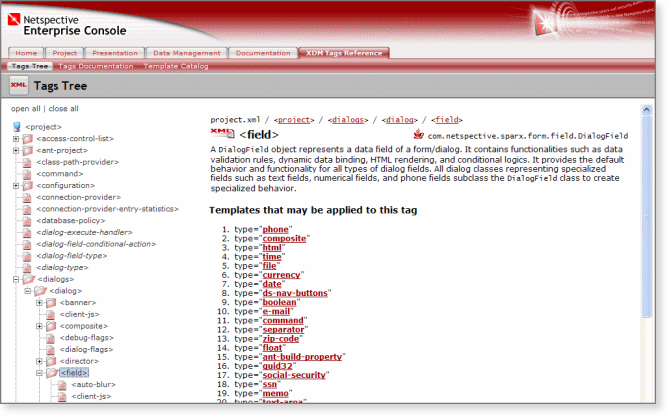 Netspective
Enterprise Console
Home Project Presentation Data Management Documentation XDM Tags Reference
Tags Tree Tags Documentation Template Catalog
XML Tags Tree
open all | close all
<project>
<access-control-list>
<ant-project>
<class-path-provider>
<command>
<configuration>
<connection-provider>
<connection-provider-entry-statistics>
<database-policy>
<dialog-execute-handler>
<dialog-field-conditional-action>
<dialog-field-type>
<dialog-type>
<dialogs>
<dialog>
<banner>
<client-js>
<composite>
<debug-flags>
<dialog-flags>
<director>
<field>
<auto-blur>
<client-js>
project.xml / <project> / <dialogs> / <dialog> / <field>
XML <field> com.netspective.sparx.form.field.DialogField
A DialogField object represents a data field of a form/dialog. It contains functionalities such as data
validation rules, dynamic data binding, HTML rendering, and conditional logics. It provides the default
behavior and functionality for all types of dialog fields. All dialog classes representing specialized
fields such as text fields, numerical fields, and phone fields subclass the DialogField class to create
specialized behavior.
Templates that may be applied to this tag
1. type="phone"
2. type="composite"
3. type="html"
4. type="time"
5. type="file"
6. type="currency"
7. type="date"
8. type="ds-nav-buttons"
9. type="boolean"
10. type="e-mail"
11. type="command"
12. type="separator"
13. type="zip-code"
14. type="float"
15. type="ant-build-property"
16. type="guid32"
17. type="social-security"
18. type="ssn"
19. type="memo"
20. type="text-area"